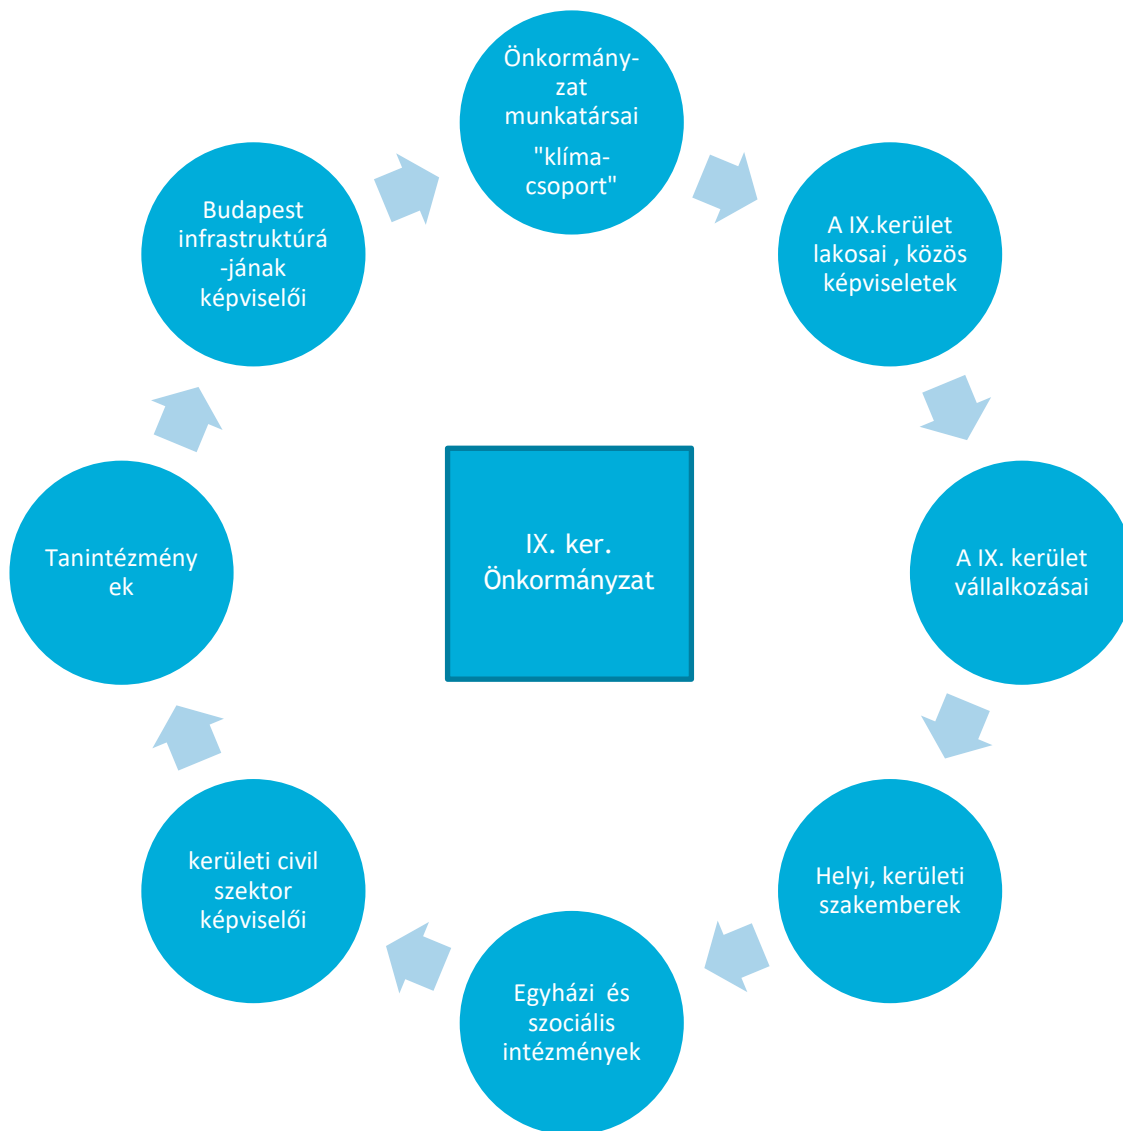 Önkormány-
zat
munkatársai
"klíma-
csoport"
A IX.kerület
lakosai , közös
képviseletek
A IX. kerület
vállalkozásai
Helyi, kerületi
szakemberek
Egyházi és
szociális
intézmények
kerületi civil
szektor
képviselői
Tanintézmény
ek
Budapest
infrastruktúrá
-jának
képviselői
IX. ker.
Önkormányzat